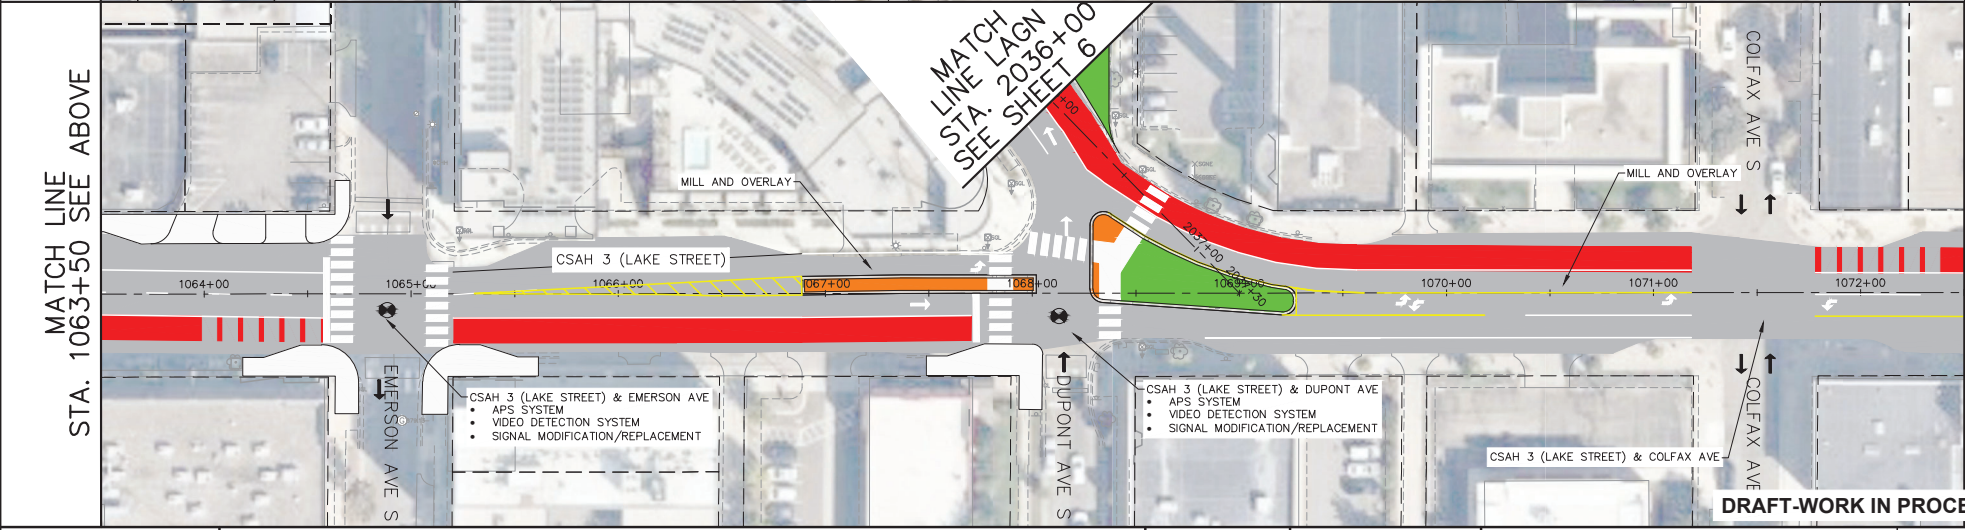 MATCH LINE
STA. 1063+50 SEE ABOVE
MATCH
LINE LAGN
STA. 2036+00
SEE SHEET
6
COLFAX AVE S
MILL AND OVERLAY
MILL AND OVERLAY
CSAH 3 (LAKE STREET)
+00
2037+00
1064+00
1065+00
1066+00
1067+00
1068+00
1069+00
1070+00
1071+00
1072+00
EMERSON AVE S
CSAH 3 (LAKE STREET) & EMERSON AVE
• APS SYSTEM
• VIDEO DETECTION SYSTEM
• SIGNAL MODIFICATION/REPLACEMENT
DUPONT AVE S
CSAH 3 (LAKE STREET) & DUPONT AVE
• APS SYSTEM
• VIDEO DETECTION SYSTEM
• SIGNAL MODIFICATION/REPLACEMENT
CSAH 3 (LAKE STREET) & COLFAX AVE
COLFAX AVE
DRAFT-WORK IN PROCE